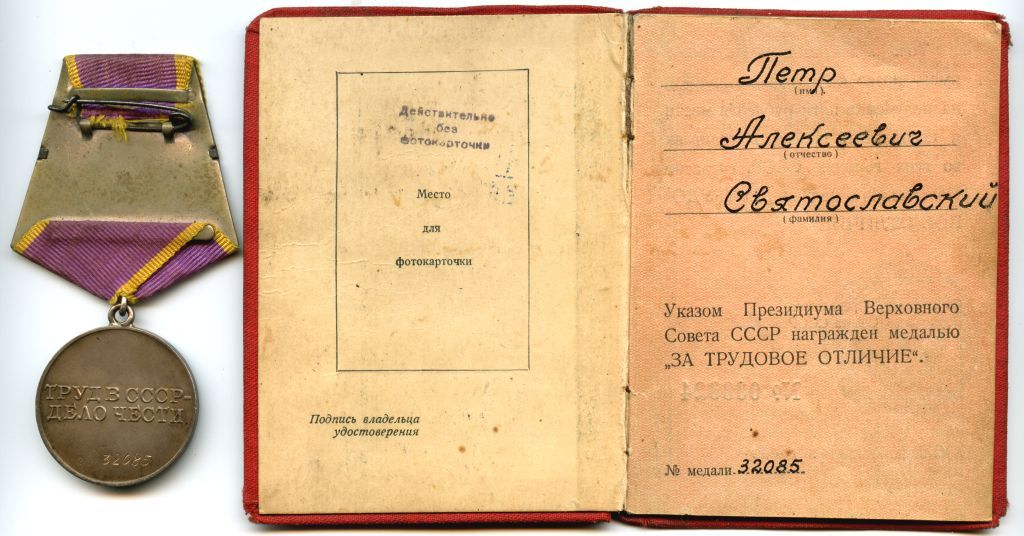 ТРУД В СССР-
ДЕЛО ЧЕСТИ
32085
Действительно
без
фотокарточки
Место
для
фотокарточки
Подпись владельца
удостоверения
Петр
(имя)
Алексеевич
(отчество)
Святославский
(фамилия)
Указом Президиума Верховного
Совета СССР награжден медалью
„ЗА ТРУДОВОЕ ОТЛИЧИЕ“.
№ медали 32085